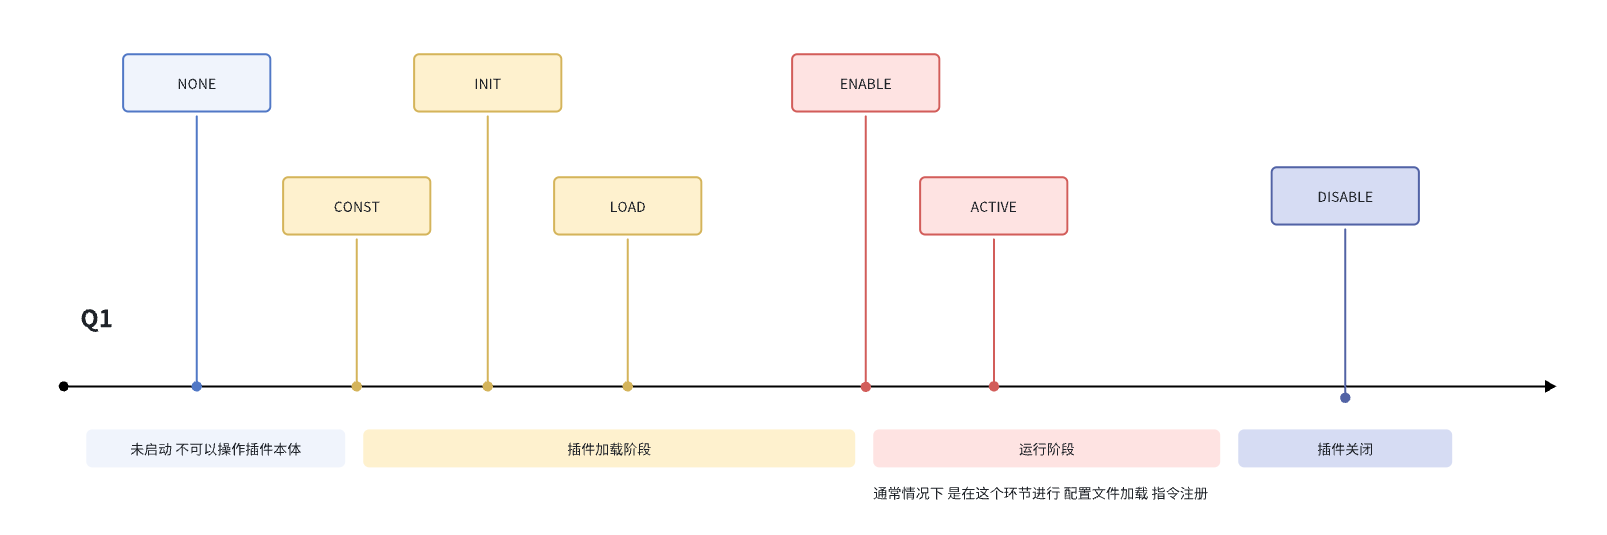 NONE
INIT
ENABLE
CONST
LOAD
ACTIVE
DISABLE
Q1
未启动 不可以操作插件本体
插件加载阶段
运行阶段
插件关闭
通常情况下 是在这个环节进行 配置文件加载 指令注册